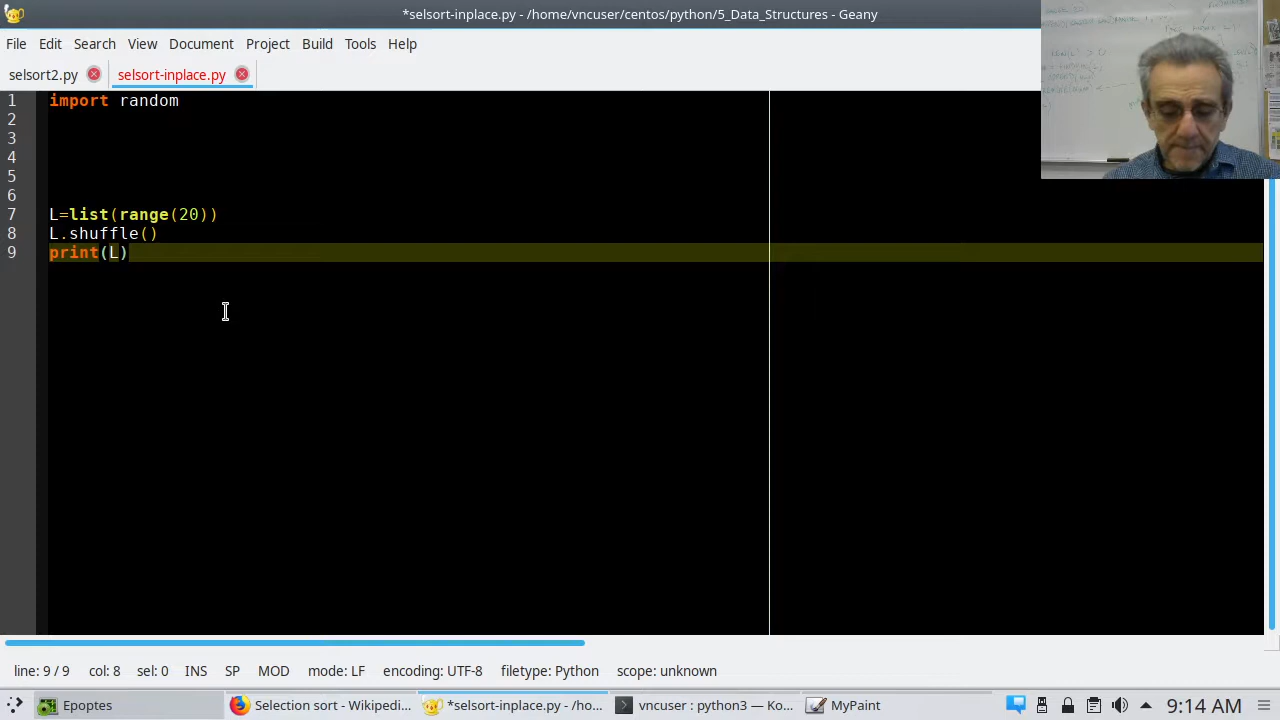 *selsort-inplace.py - /home/vncuser/centos/python/5_Data_Structures - Geany
File Edit Search View Document Project Build Tools Help
selsort2.py selsort-inplace.py
1 import random
2
3
4
5
6
7 L=list(range(20))
8 L.shuffle()
9 print(L)
line: 9 / 9 col: 8 sel: 0 INS SP MOD mode: LF encoding: UTF-8 filetype: Python scope: unknown
Epoptes Selection sort - Wikipedi... *selsort-inplace.py - /ho... vncuser : python3 — Ko... MyPaint 9:14 AM